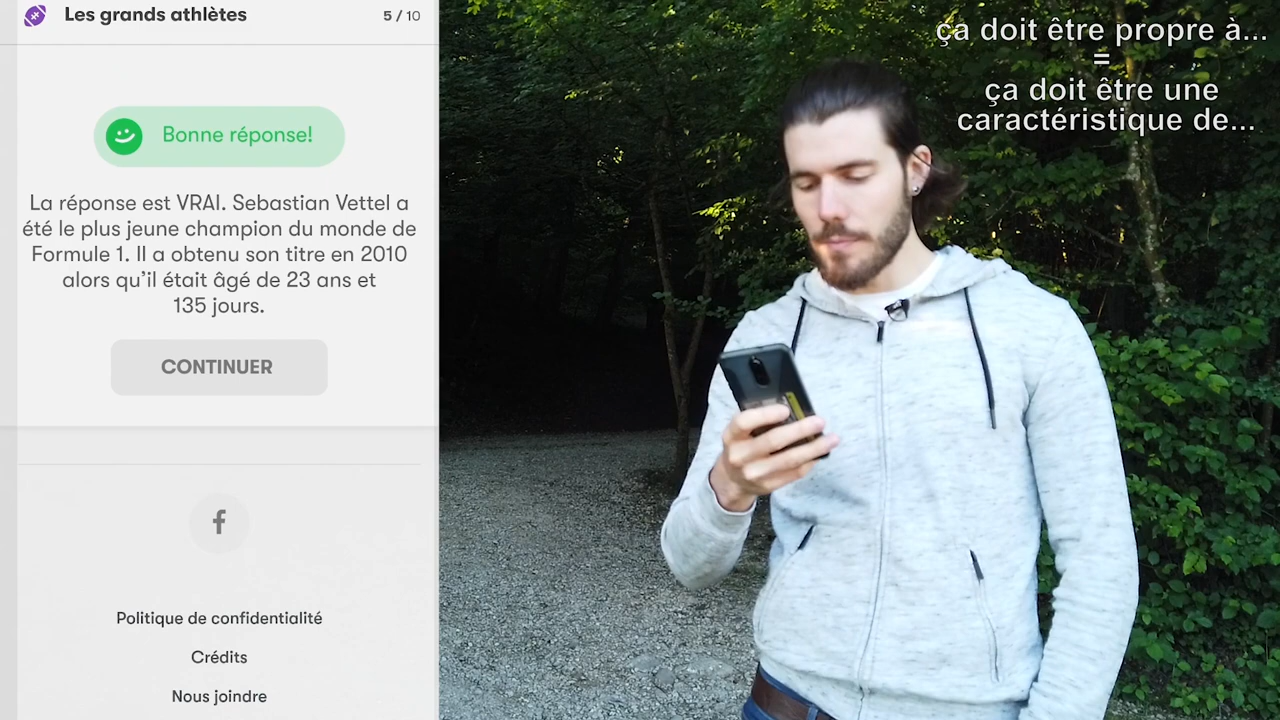 Les grands athlètes
5 / 10
Bonne réponse!
La réponse est VRAI. Sebastian Vettel a
été le plus jeune champion du monde de
Formule 1. Il a obtenu son titre en 2010
alors qu’il était âgé de 23 ans et
135 jours.
CONTINUER
Politique de confidentialité
Crédits
Nous joindre
ça doit être propre à...
=
ça doit être une
caractéristique de...